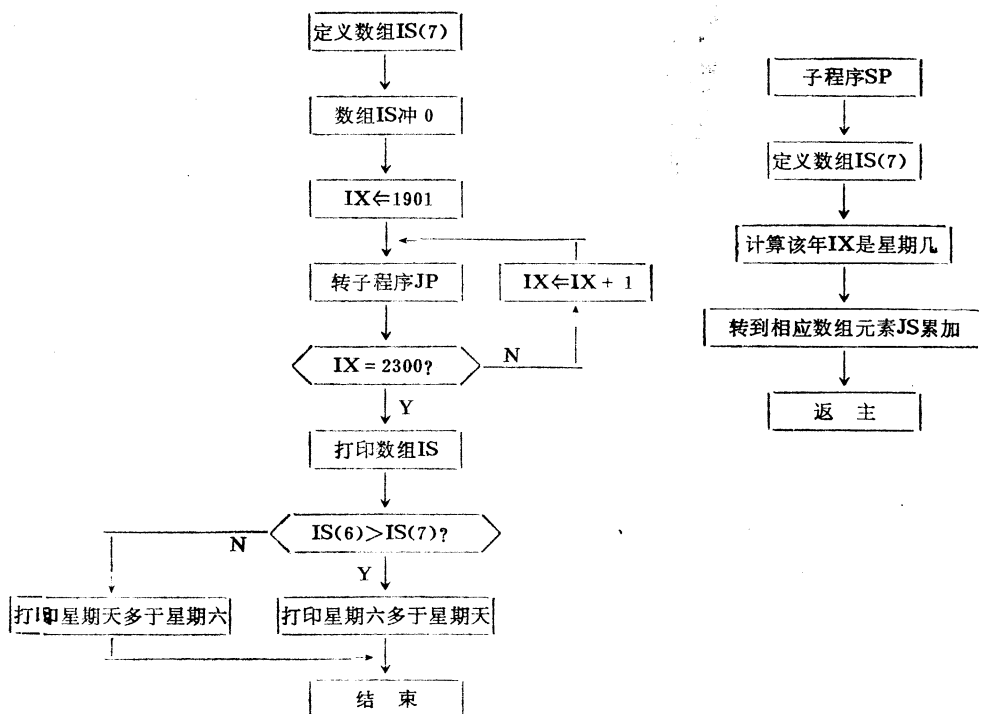 定义数组IS(7)
数组IS冲 0
IX⇐1901
转子程序JP
IX⇐IX + 1
IX = 2300?
N
Y
打印数组IS
IS(6)>IS(7)?
N
Y
打印星期天多于星期六
打印星期六多于星期天
结 束
子程序SP
定义数组IS(7)
计算该年IX是星期几
转到相应数组元素JS累加
返 主